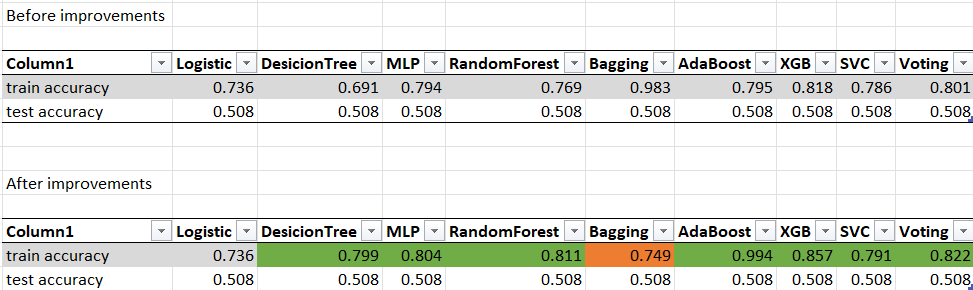 Before improvements
Column1 Logistic DesicionTree MLP RandomForest Bagging AdaBoost XGB SVC Voting
train accuracy 0.736 0.691 0.794 0.769 0.983 0.795 0.818 0.786 0.801
test accuracy 0.508 0.508 0.508 0.508 0.508 0.508 0.508 0.508 0.508
After improvements
Column1 Logistic DesicionTree MLP RandomForest Bagging AdaBoost XGB SVC Voting
train accuracy 0.736 0.799 0.804 0.811 0.749 0.994 0.857 0.791 0.822
test accuracy 0.508 0.508 0.508 0.508 0.508 0.508 0.508 0.508 0.508